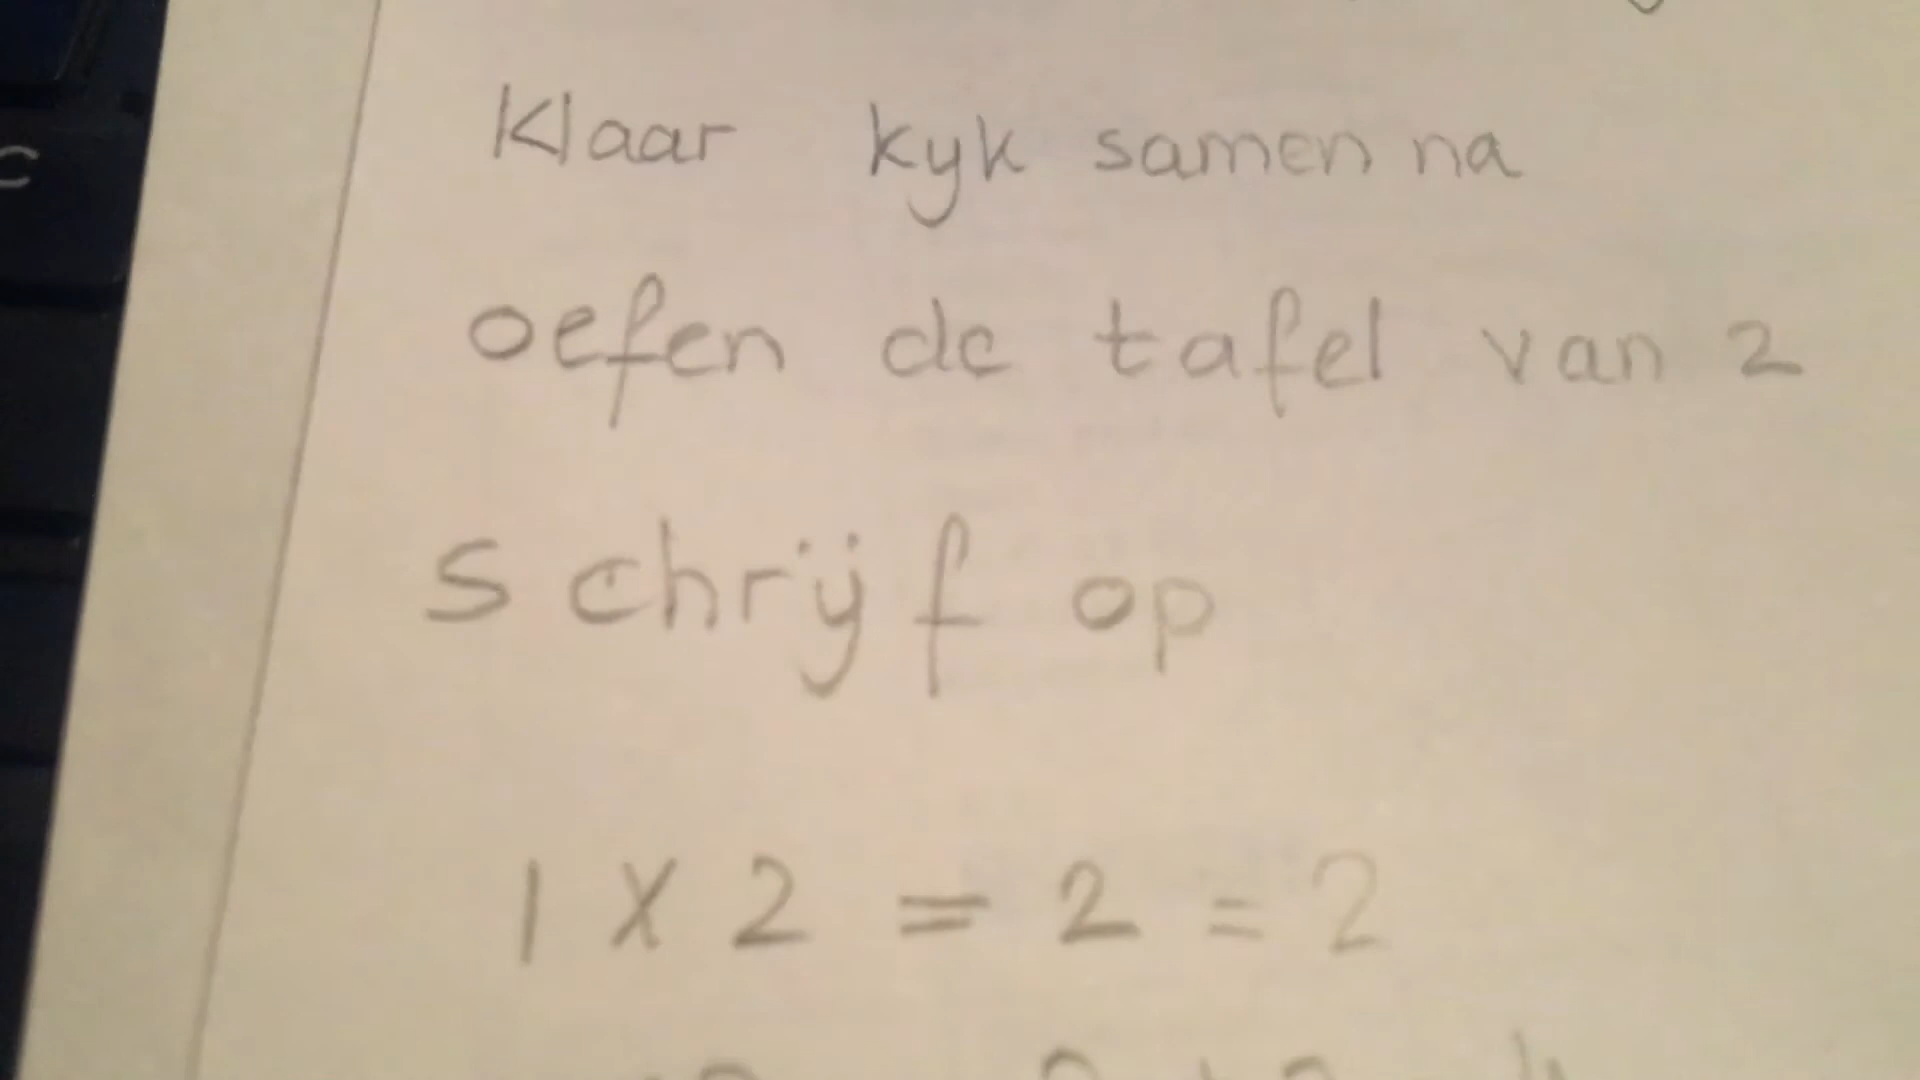 Klaar kyk samen na
oefen de tafel van 2
schrijf op
1 x 2 = 2 = 2